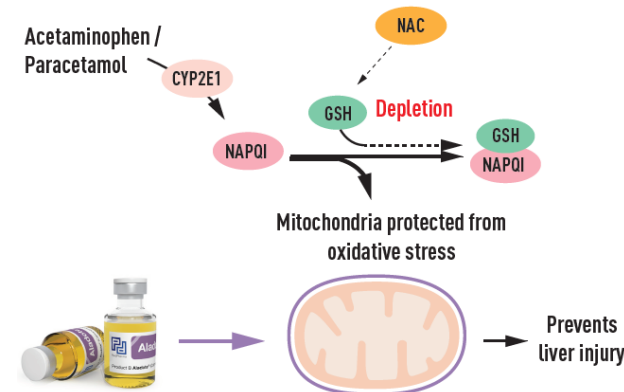 NAC
Acetaminophen /
Paracetamol
CYP2E1
GSH
Depletion
NAPQI
GSH
NAPQI
Mitochondria protected from
oxidative stress
Prevents
liver injury